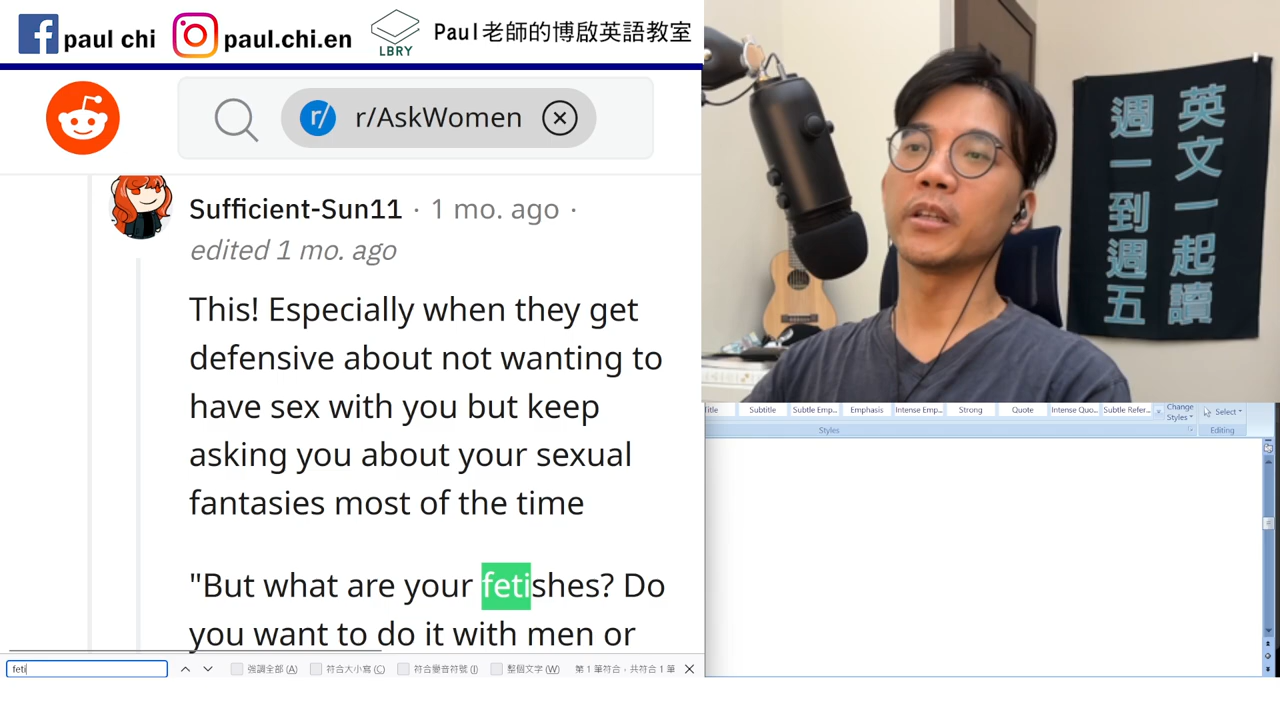 paul chi
paul.chi.en
LBRY
Paul老師的博啟英語教室
r/
r/AskWomen
Sufficient-Sun11 · 1 mo. ago ·
edited 1 mo. ago
This! Especially when they get
defensive about not wanting to
have sex with you but keep
asking you about your sexual
fantasies most of the time
"But what are your fetishes? Do
you want to do it with men or
feti
強調全部 (A)
符合大小寫 (C)
符合變音符號 (I)
整個文字 (W)
第 1 筆符合，共符合 1 筆
英文一起讀
週一到週五
Title
Subtitle
Subtle Emp...
Emphasis
Intense Emp...
Strong
Quote
Intense Quo...
Subtle Refer...
Change
Styles
Select
Styles
Editing